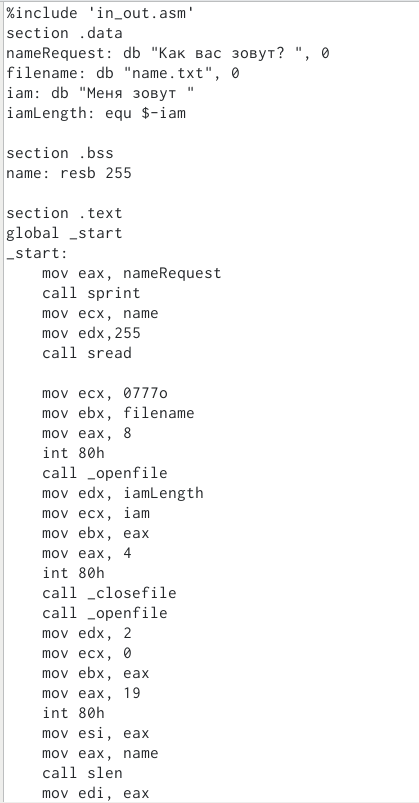 %include 'in_out.asm'
section .data
nameRequest: db "Как вас зовут? ", 0
filename: db "name.txt", 0
iam: db "Меня зовут "
iamLength: equ $-iam

section .bss
name: resb 255

section .text
global _start
_start:
    mov eax, nameRequest
    call sprint
    mov ecx, name
    mov edx,255
    call sread

    mov ecx, 0777o
    mov ebx, filename
    mov eax, 8
    int 80h
    call _openfile
    mov edx, iamLength
    mov ecx, iam
    mov ebx, eax
    mov eax, 4
    int 80h
    call _closefile
    call _openfile
    mov edx, 2
    mov ecx, 0
    mov ebx, eax
    mov eax, 19
    int 80h
    mov esi, eax
    mov eax, name
    call slen
    mov edi, eax